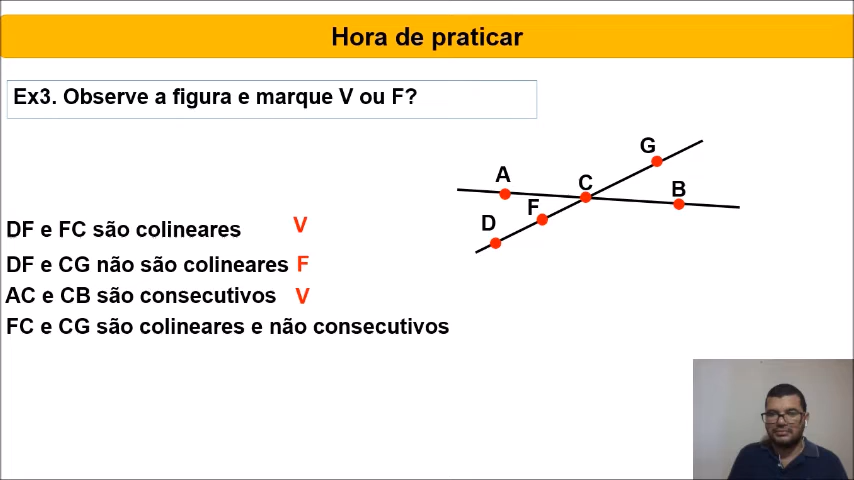 Hora de praticar
Ex3. Observe a figura e marque V ou F?
G
A
C
B
F
D
DF e FC são colineares V
DF e CG não são colineares F
AC e CB são consecutivos V
FC e CG são colineares e não consecutivos